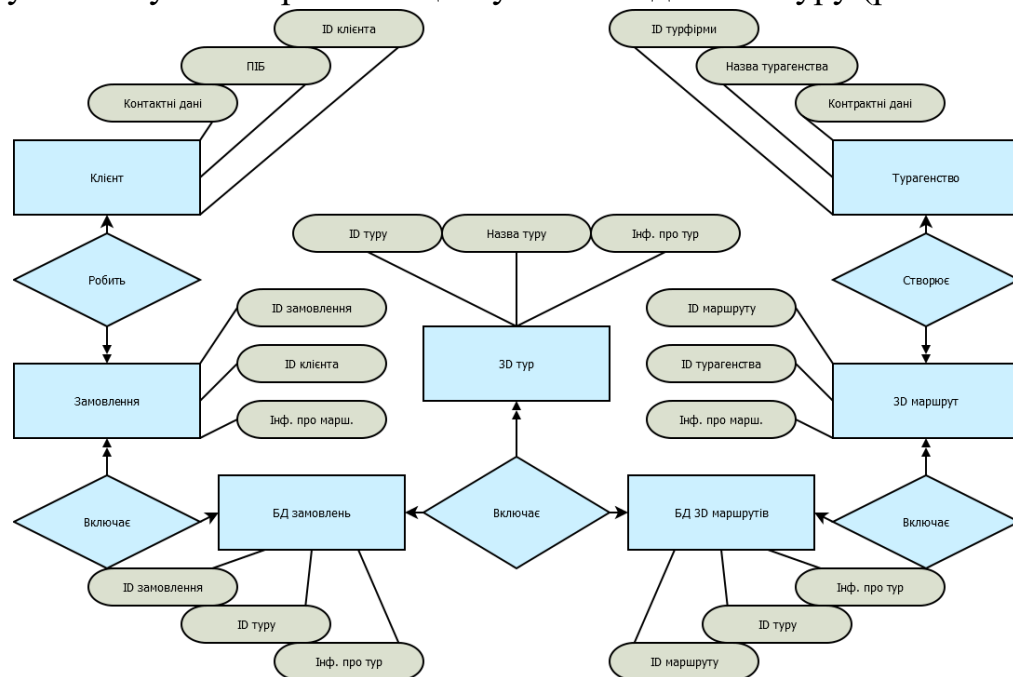 ID клієнта
ID турфірми
ПІБ
Назва турагенства
Контактні дані
Контрактні дані
Клієнт
Турагенство
ID туру
Назва туру
Інф. про тур
Робить
Створює
ID замовлення
ID маршруту
3D тур
ID клієнта
ID турагенства
Замовлення
3D маршрут
Інф. про марш.
Інф. про марш.
Включає
БД замовлень
Включає
БД 3D маршрутів
Включає
ID замовлення
Інф. про тур
ID туру
ID туру
Інф. про тур
ID маршруту